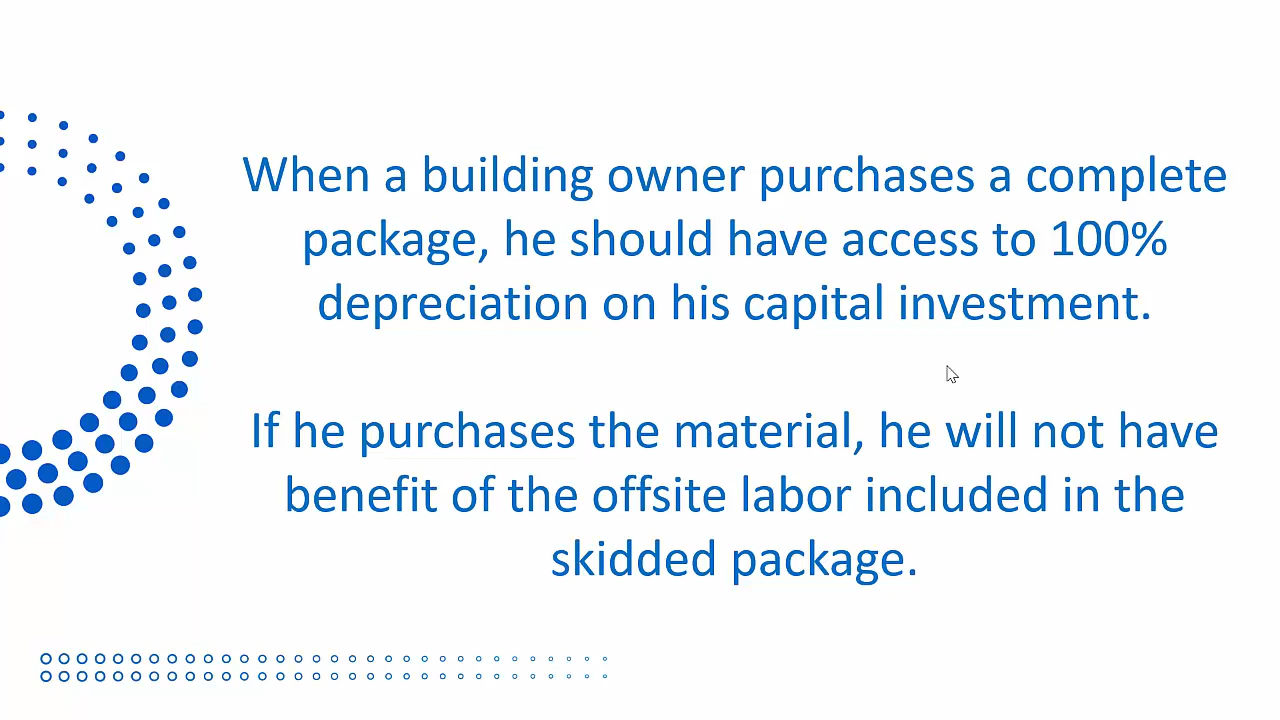 When a building owner purchases a complete
package, he should have access to 100%
depreciation on his capital investment.
If he purchases the material, he will not have
benefit of the offsite labor included in the
skidded package.